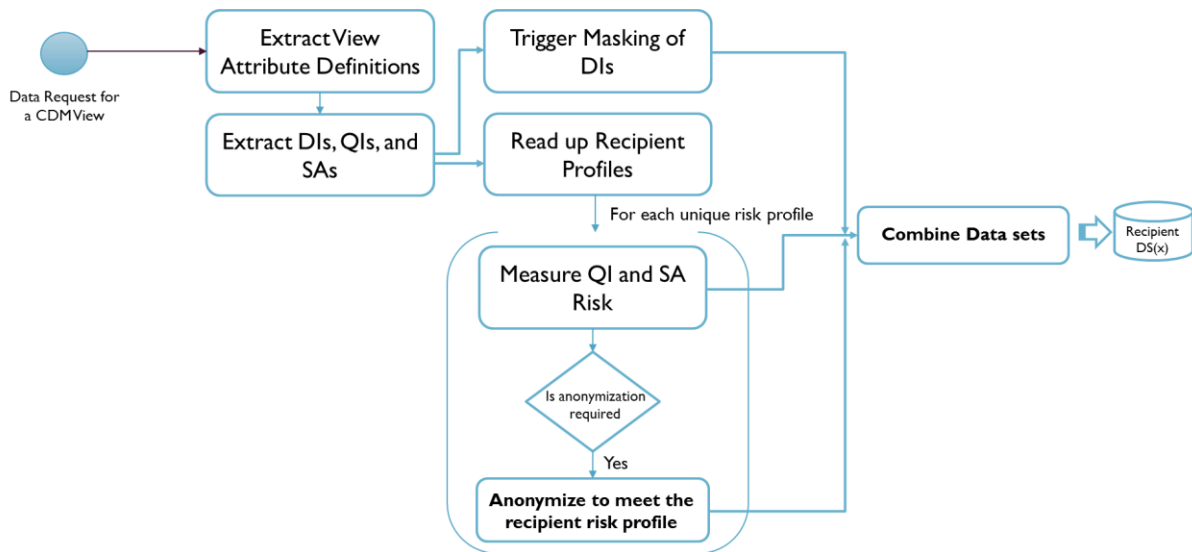 Data Request for
a CDM View
Extract View
Attribute Definitions
Extract DIs, QIs, and
SAs
Trigger Masking of
DIs
Read up Recipient
Profiles
For each unique risk profile
Measure QI and SA
Risk
Is anonymization
required
Yes
Anonymize to meet the
recipient risk profile
Combine Data sets
Recipient
DS(x)